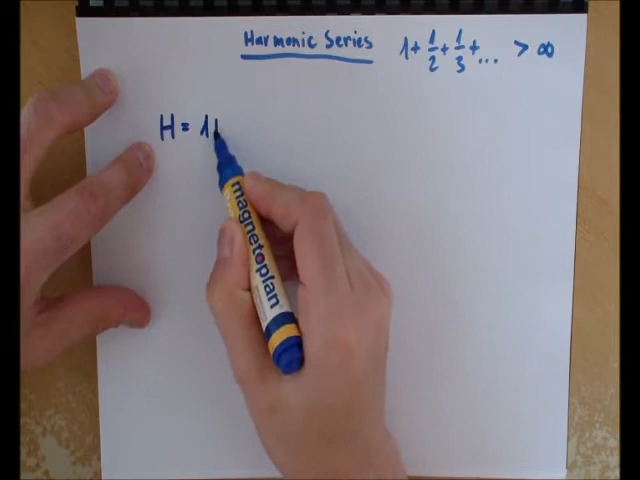 Harmonic Series 1 + 1/2 + 1/3 + ... > ∞
H = 1
magnetoplan